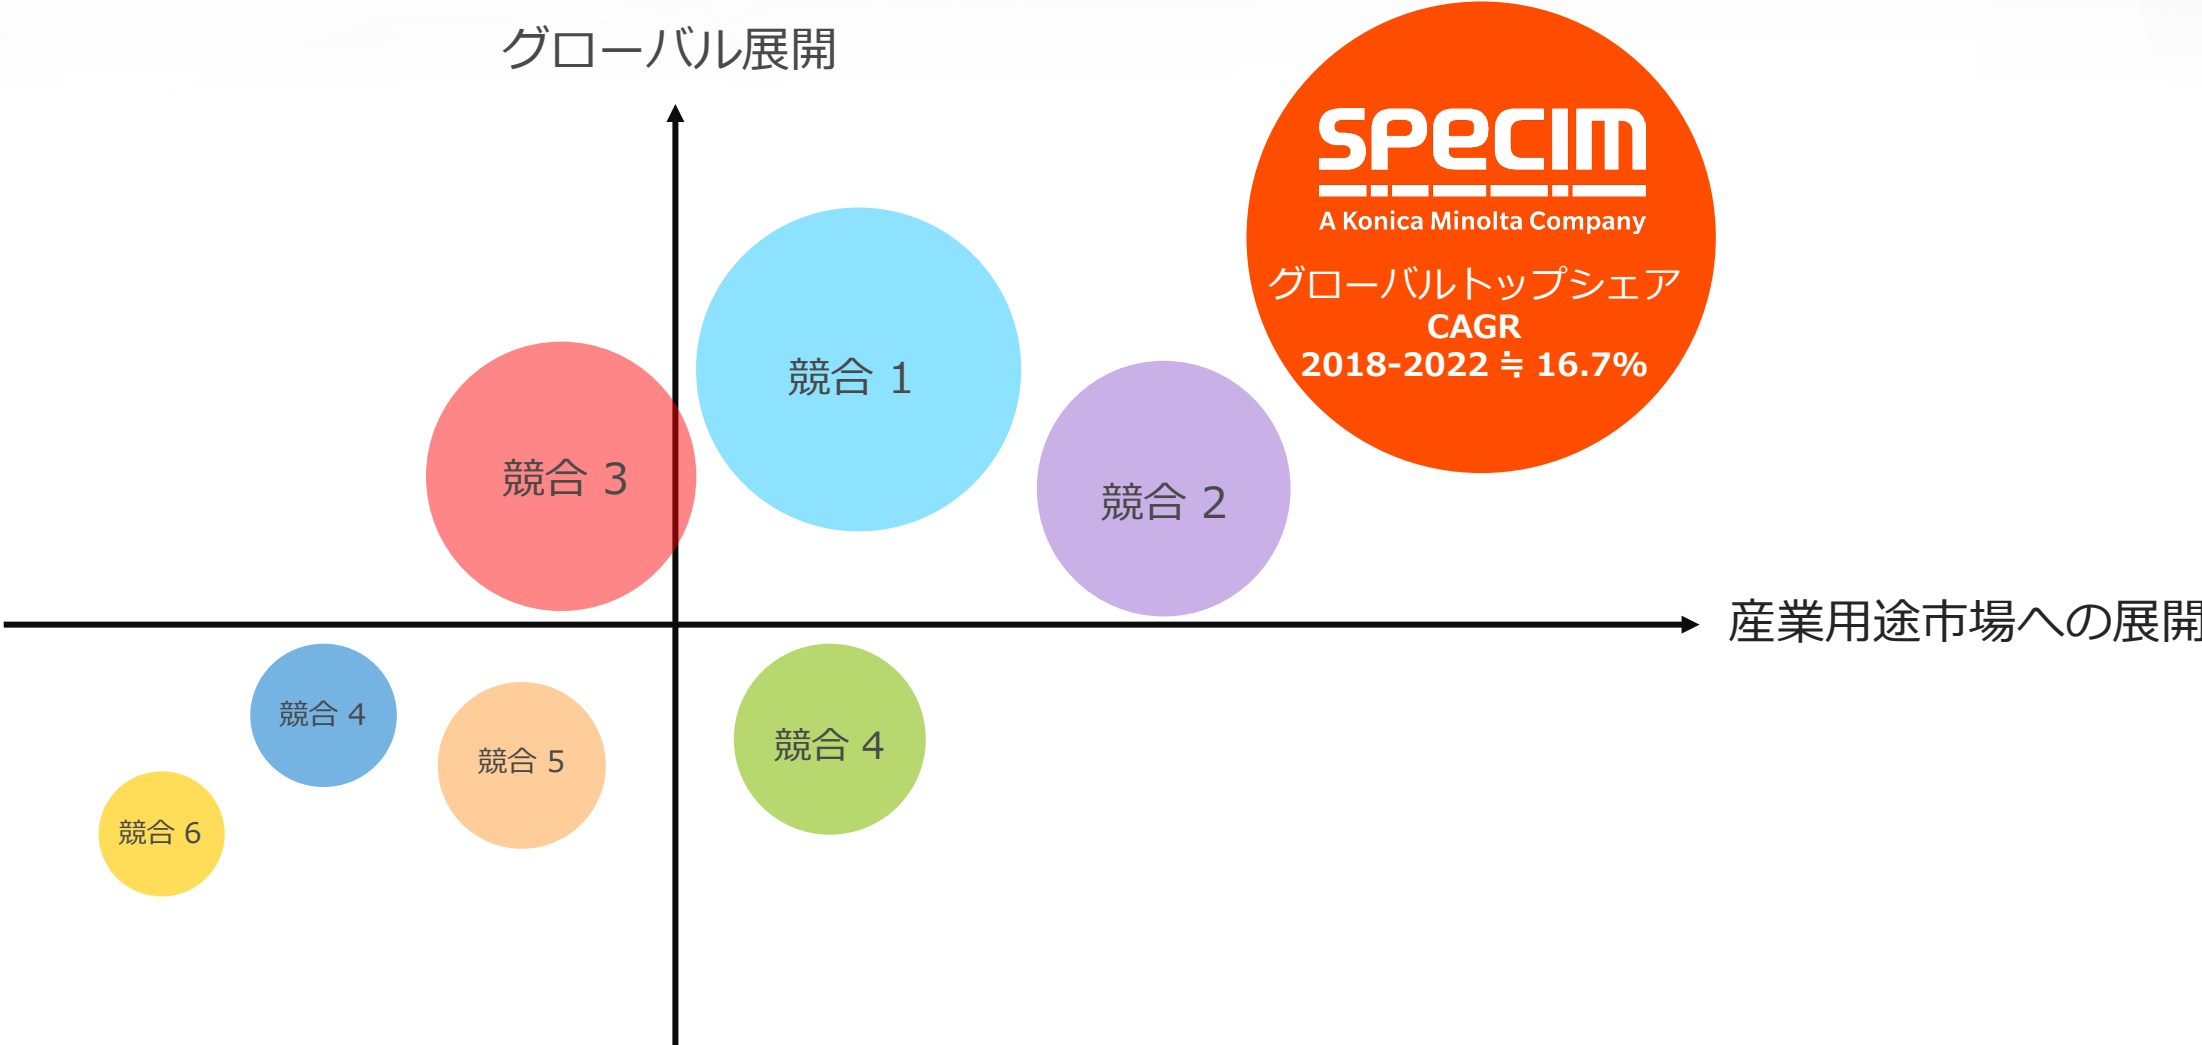 グローバル展開
specim
A Konica Minolta Company
グローバルトップシェア
CAGR
2018-2022 ≒ 16.7%
競合 1
競合 3
競合 2
産業用途市場への展開
競合 4
競合 5
競合 4
競合 6